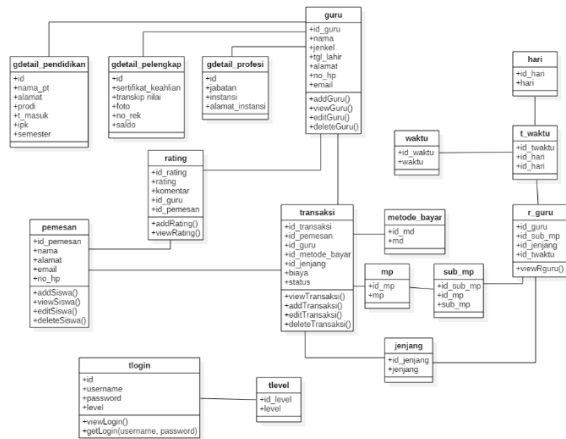 guru
+id_guru
+nama
+jenkel
+tgl_lahir
+alamat
+no_hp
+email
+addGuru()
+viewGuru()
+editGuru()
+deleteGuru()
gdetail_pendidikan
+id
+nama_pt
+alamat
+prodi
+t_masuk
+ipk
+semester
gdetail_pelengkap
+id
+sertifikat_keahlian
+transkip nilai
+foto
+no_rek
+saldo
gdetail_profesi
+id
+jabatan
+instansi
+alamat_instansi
hari
+id_hari
+hari
waktu
+id_waktu
+waktu
t_waktu
+id_twaktu
+id_hari
+id_hari
rating
+id_rating
+rating
+komentar
+id_guru
+id_pemesan
+addRating()
+viewRating()
pemesan
+id_pemesan
+nama
+alamat
+email
+no_hp
+addSiswa()
+viewSiswa()
+editSiswa()
+deleteSiswa()
transaksi
+id_transaksi
+id_pemesan
+id_guru
+id_metode_bayar
+id_jenjang
+biaya
+status
+viewTransaksi()
+addTransaksi()
+editTransaksi()
+deleteTransaksi()
metode_bayar
+id_md
+md
r_guru
+id_guru
+id_sub_mp
+id_jenjang
+id_twaktu
+viewRguru()
mp
+id_mp
+mp
sub_mp
+id_sub_mp
+id_mp
+sub_mp
jenjang
+id_jenjang
+jenjang
tlogin
+id
+username
+password
+level
+viewLogin()
+getLogin(username, password)
tlevel
+id_level
+level